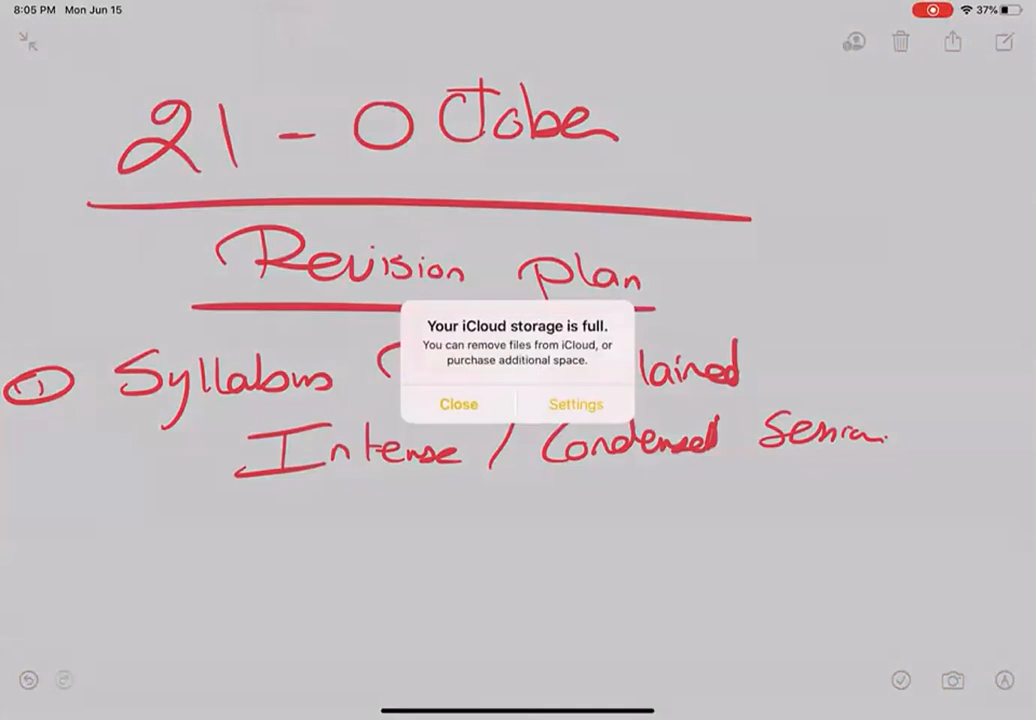 8:05 PM Mon Jun 15
37%
21 - October
Revision plan
Your iCloud storage is full.
You can remove files from iCloud, or
purchase additional space.
Close Settings
1 Syllabus
Intense / Condensed